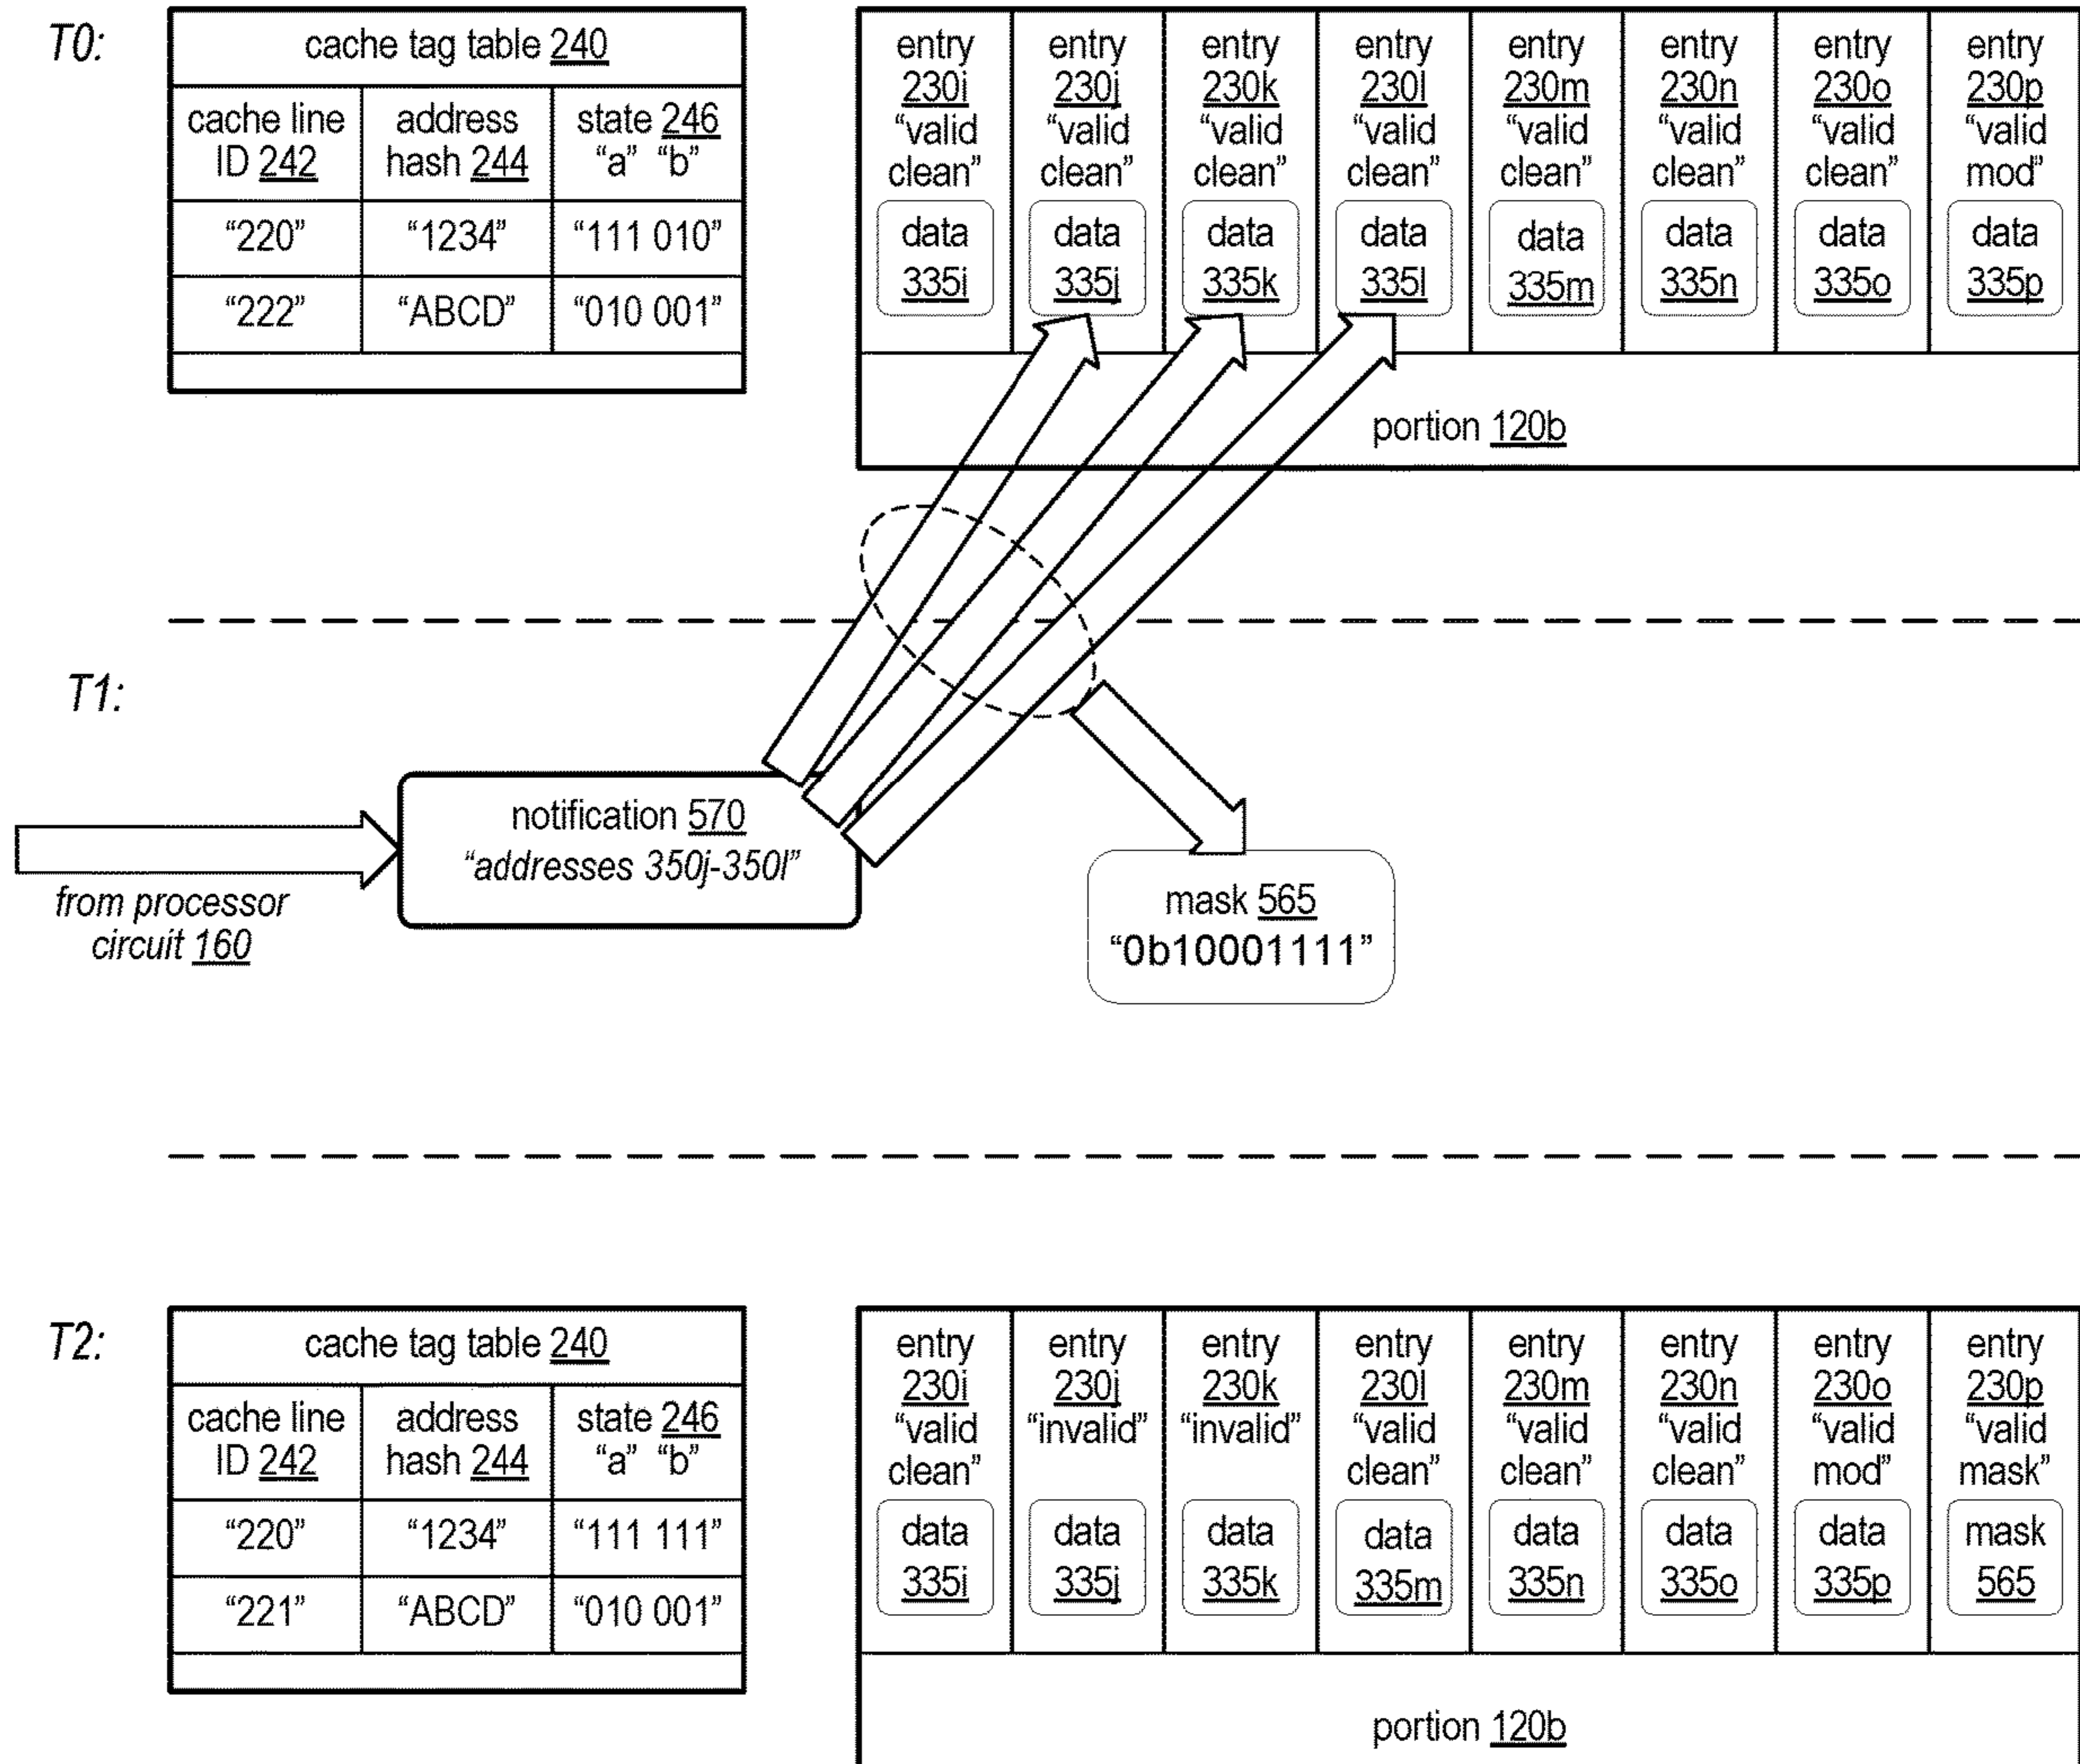 T0:
cache tag table 240
cache line
ID 242
address
hash 244
state 246
“a” “b”
“220”
“1234”
“111 010”
“222”
“ABCD”
“010 001”
entry
230i
“valid
clean”
data
335i
entry
230j
“valid
clean”
data
335j
entry
230k
“valid
clean”
data
335k
entry
230l
“valid
clean”
data
335l
entry
230m
“valid
clean”
data
335m
entry
230n
“valid
clean”
data
335n
entry
230o
“valid
clean”
data
335o
entry
230p
“valid
mod”
data
335p
portion 120b
T1:
from processor
circuit 160
notification 570
“addresses 350j-350l”
mask 565
“0b10001111”
T2:
cache tag table 240
cache line
ID 242
address
hash 244
state 246
“a” “b”
“220”
“1234”
“111 111”
“221”
“ABCD”
“010 001”
entry
230i
“valid
clean”
data
335i
entry
230j
“invalid”
data
335j
entry
230k
“invalid”
data
335k
entry
230l
“valid
clean”
data
335m
entry
230m
“valid
clean”
data
335n
entry
230n
“valid
clean”
data
335o
entry
230o
“valid
mod”
data
335p
entry
230p
“valid
mask”
mask
565
portion 120b